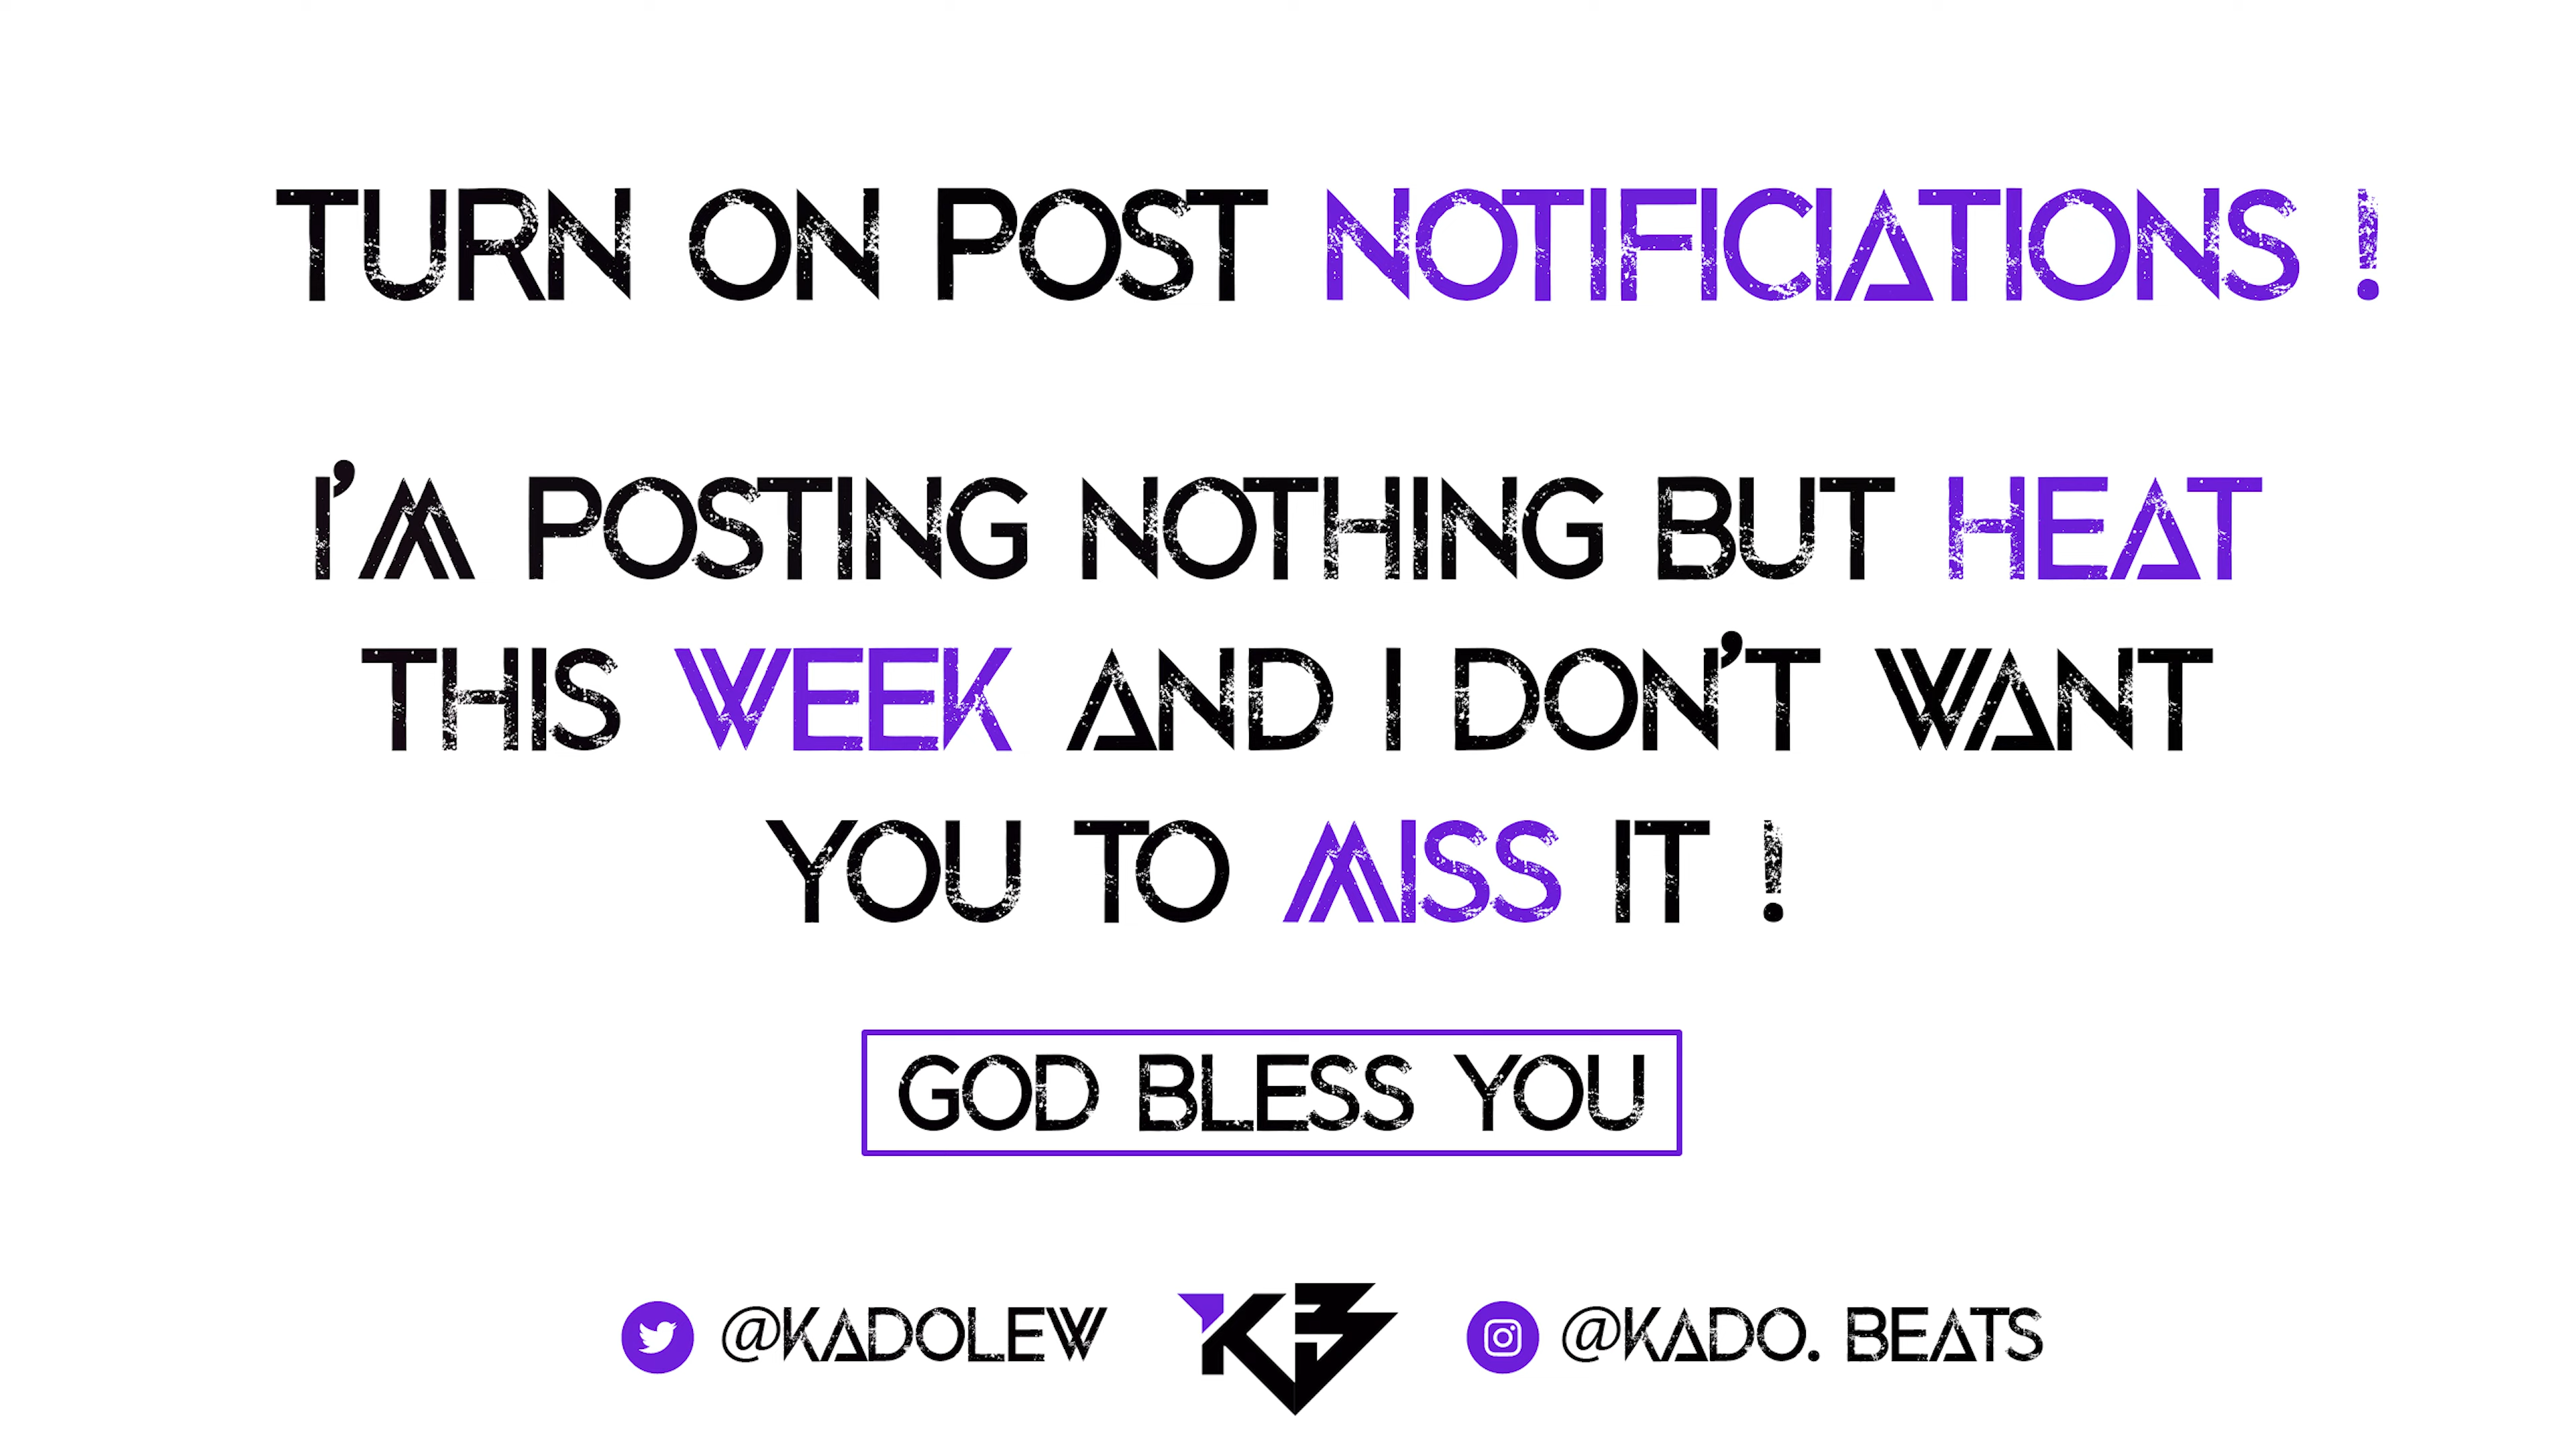 TURN ON POST NOTIFICIATIONS !
I'M POSTING NOTHING BUT HEAT
THIS WEEK AND I DON'T WANT
YOU TO MISS IT !
GOD BLESS YOU
@KADOLEW KB @KADO. BEATS